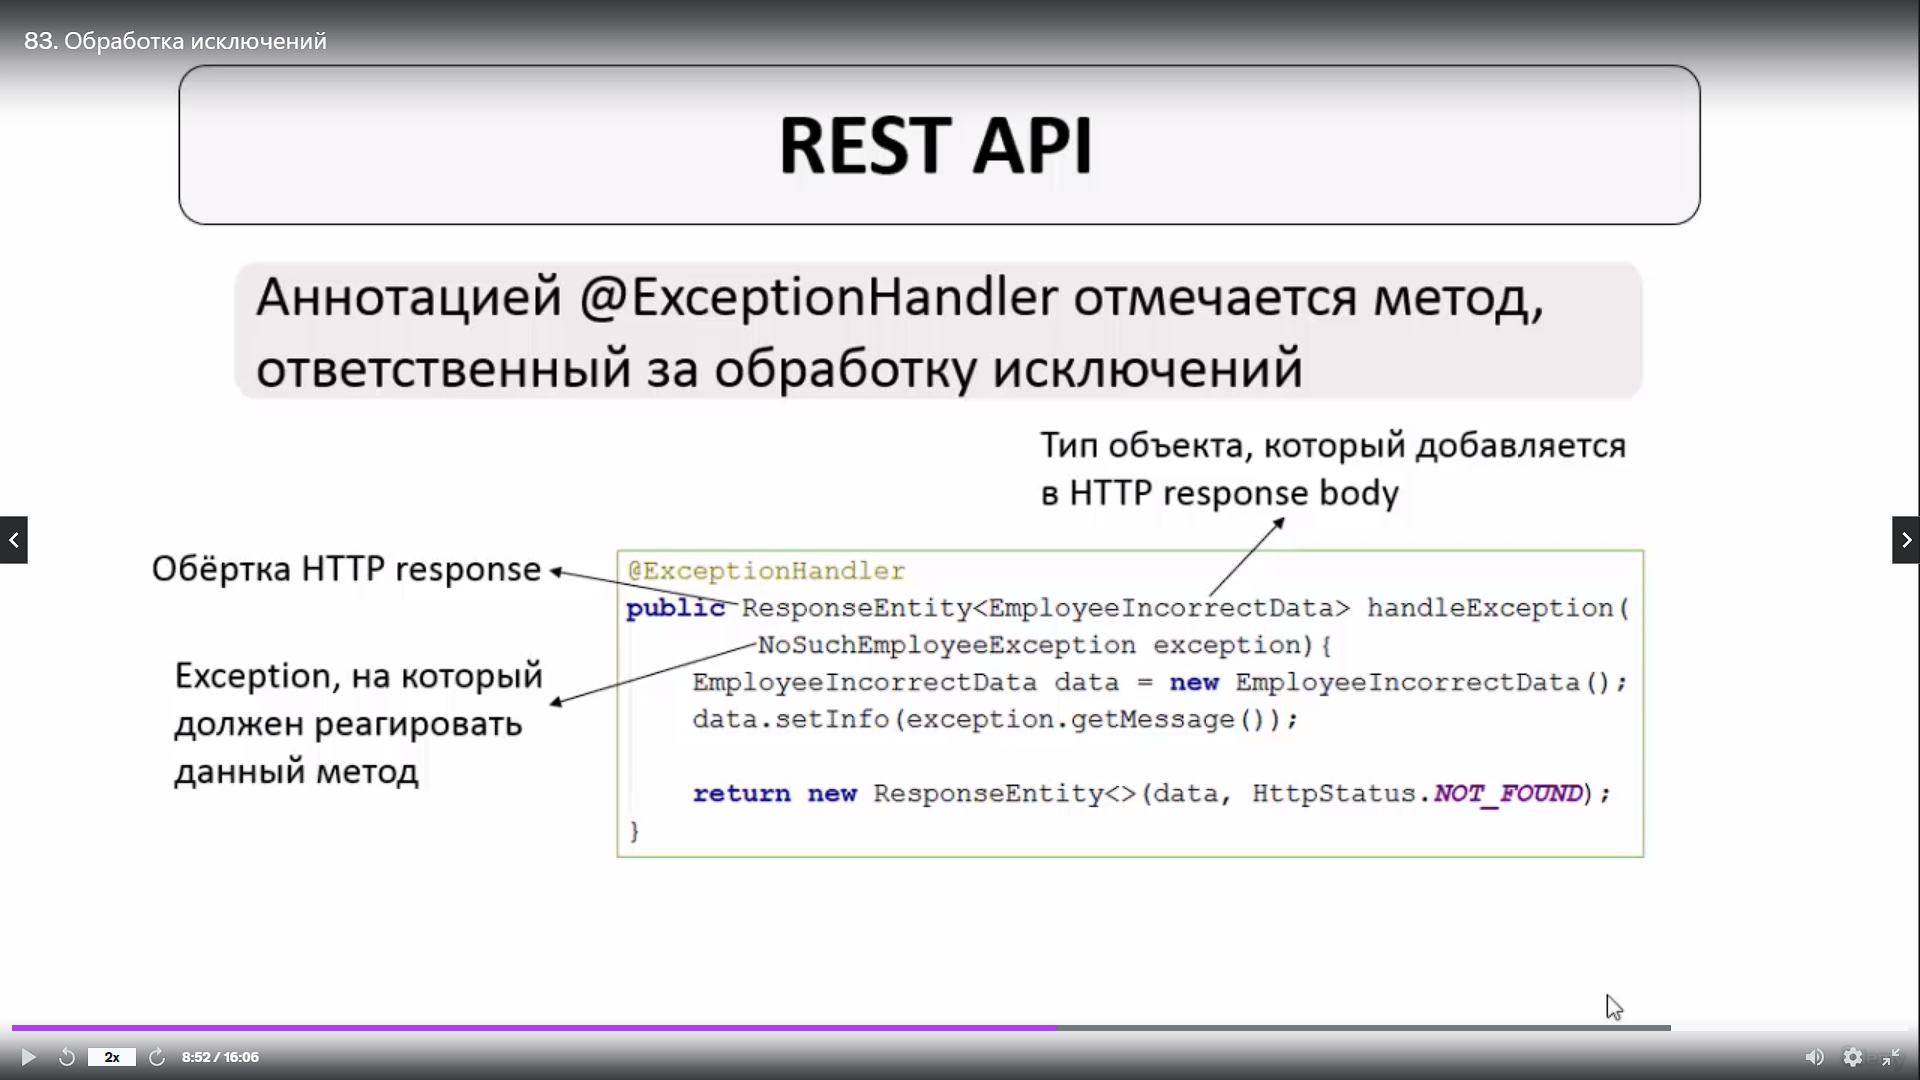 83. Обработка исключений
REST API
Аннотацией @ExceptionHandler отмечается метод,
ответственный за обработку исключений
Тип объекта, который добавляется
в HTTP response body
Обёртка HTTP response
Exception, на который
должен реагировать
данный метод
@ExceptionHandler
public ResponseEntity<EmployeeIncorrectData> handleException(
NoSuchEmployeeException exception){
EmployeeIncorrectData data = new EmployeeIncorrectData();
data.setInfo(exception.getMessage());
return new ResponseEntity<>(data, HttpStatus.NOT_FOUND);
}
2x
8:52 / 16:06